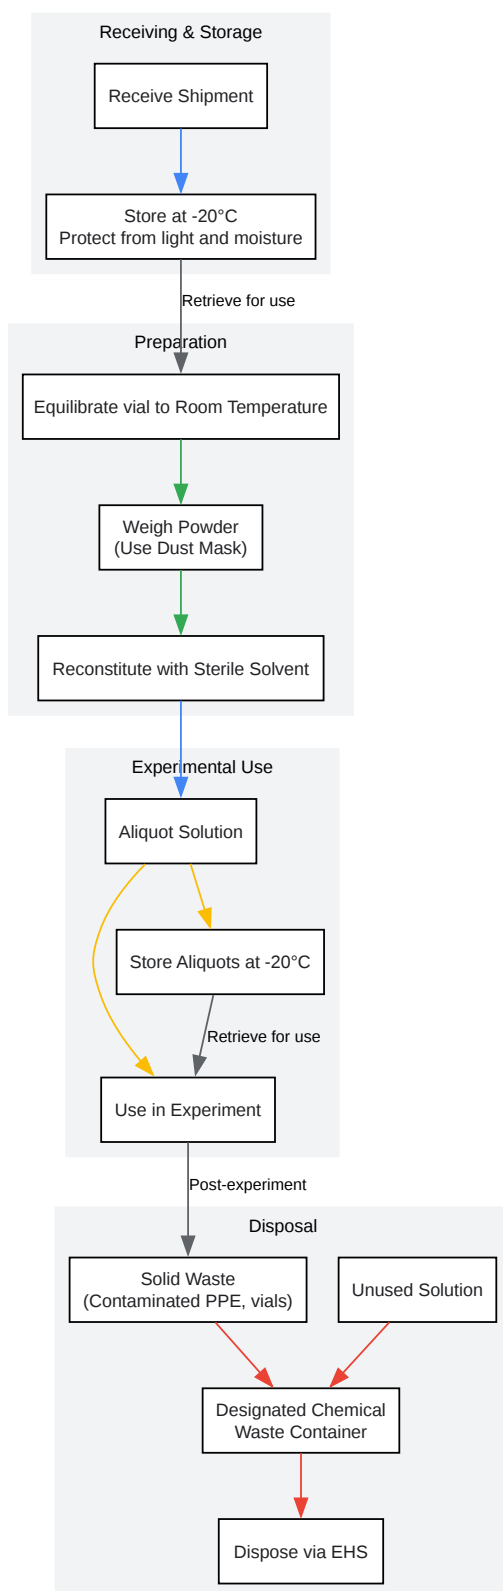 Receiving & Storage
Receive Shipment
Store at -20°C
Protect from light and moisture
Retrieve for use
Preparation
Equilibrate vial to Room Temperature
Weigh Powder
(Use Dust Mask)
Reconstitute with Sterile Solvent
Experimental Use
Aliquot Solution
Store Aliquots at -20°C
Retrieve for use
Use in Experiment
Post-experiment
Disposal
Solid Waste
(Contaminated PPE, vials)
Unused Solution
Designated Chemical
Waste Container
Dispose via EHS